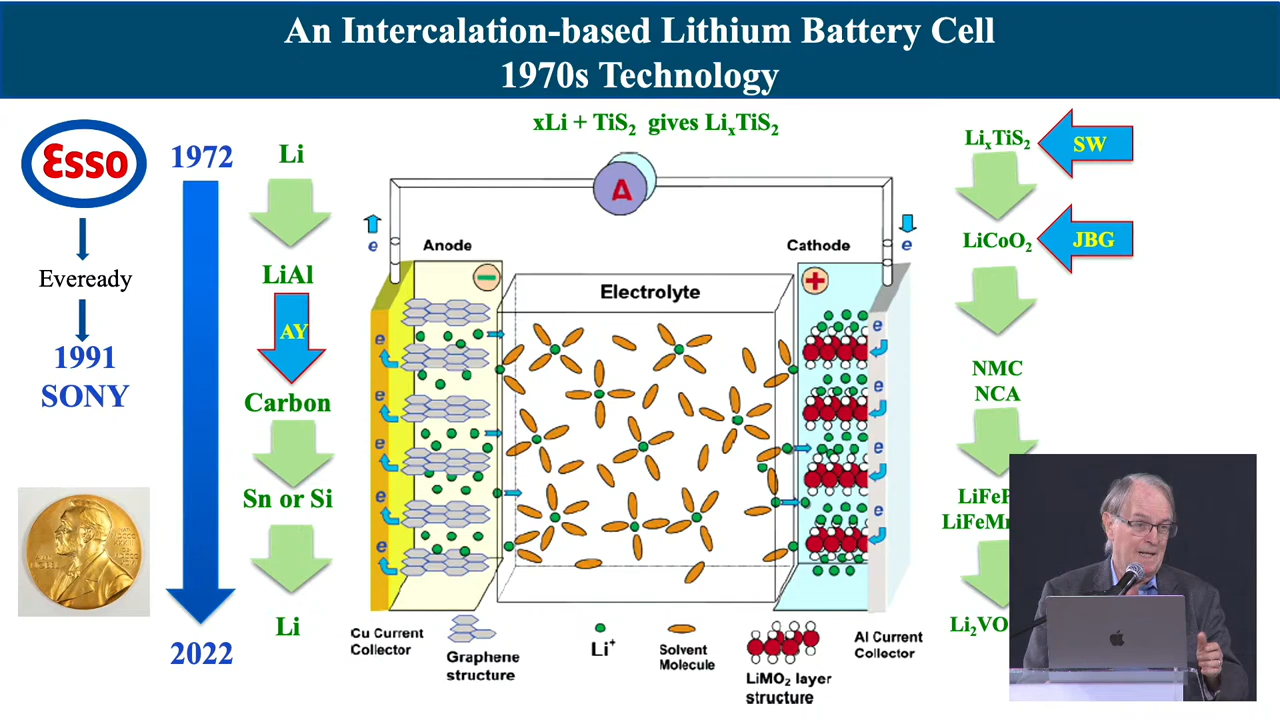 An Intercalation-based Lithium Battery Cell
1970s Technology
xLi + TiS₂ gives LiₓTiS₂
Esso
Eveready
1991
SONY
1972
2022
Li
LiAl
AY
Carbon
Sn or Si
Li
A
e
Anode
−
Electrolyte
Cathode
+
e
e
e
e
e
e
e
e
e
e
e
Cu Current
Collector
Graphene
structure
Li⁺
Solvent
Molecule
LiMO₂ layer
structure
Al Current
Collector
LiₓTiS₂
SW
LiCoO₂
JBG
NMC
NCA
LiFeP
LiFeM
Li₂VO